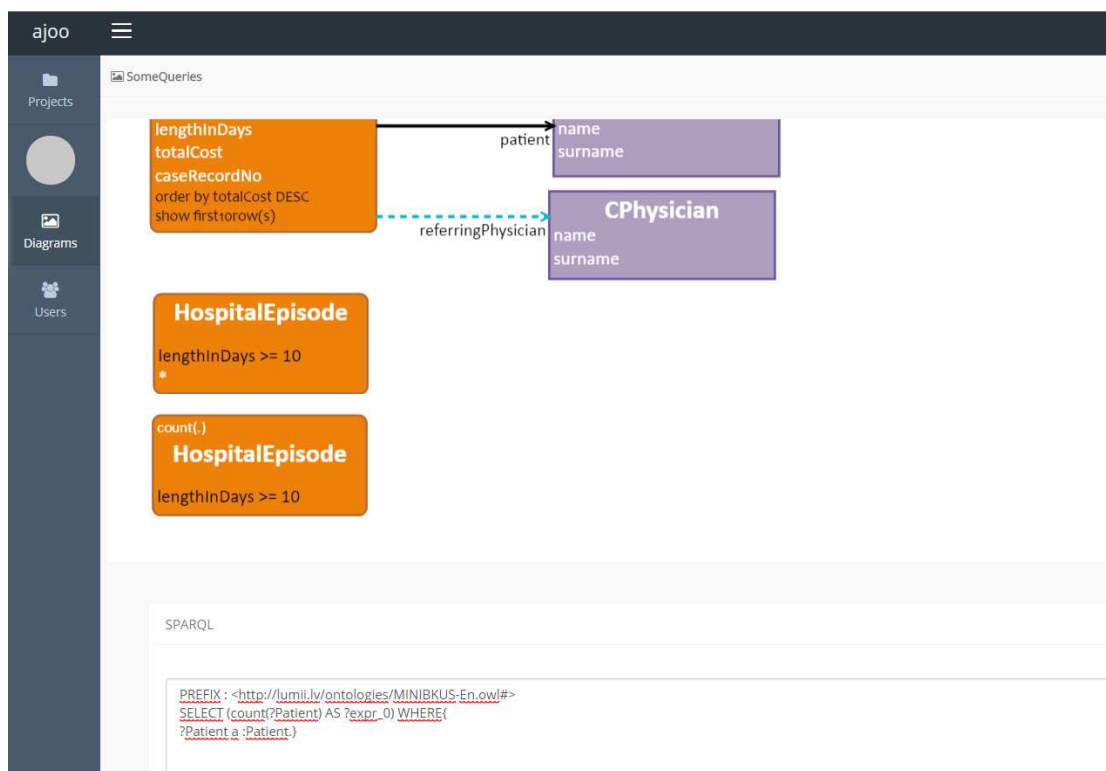 ajoo
SomeQueries
Projects
Diagrams
Users
lengthInDays
totalCost
caseRecordNo
order by totalCost DESC
show first10row(s)
patient
name
surname
referringPhysician
CPhysician
name
surname
HospitalEpisode
lengthInDays >= 10
*
count(.)
HospitalEpisode
lengthInDays >= 10
SPARQL
PREFIX : <http://lumii.lv/ontologies/MINIBKUS-En.owl#>
SELECT (count(?Patient) AS ?expr_0) WHERE{
?Patient a :Patient.}